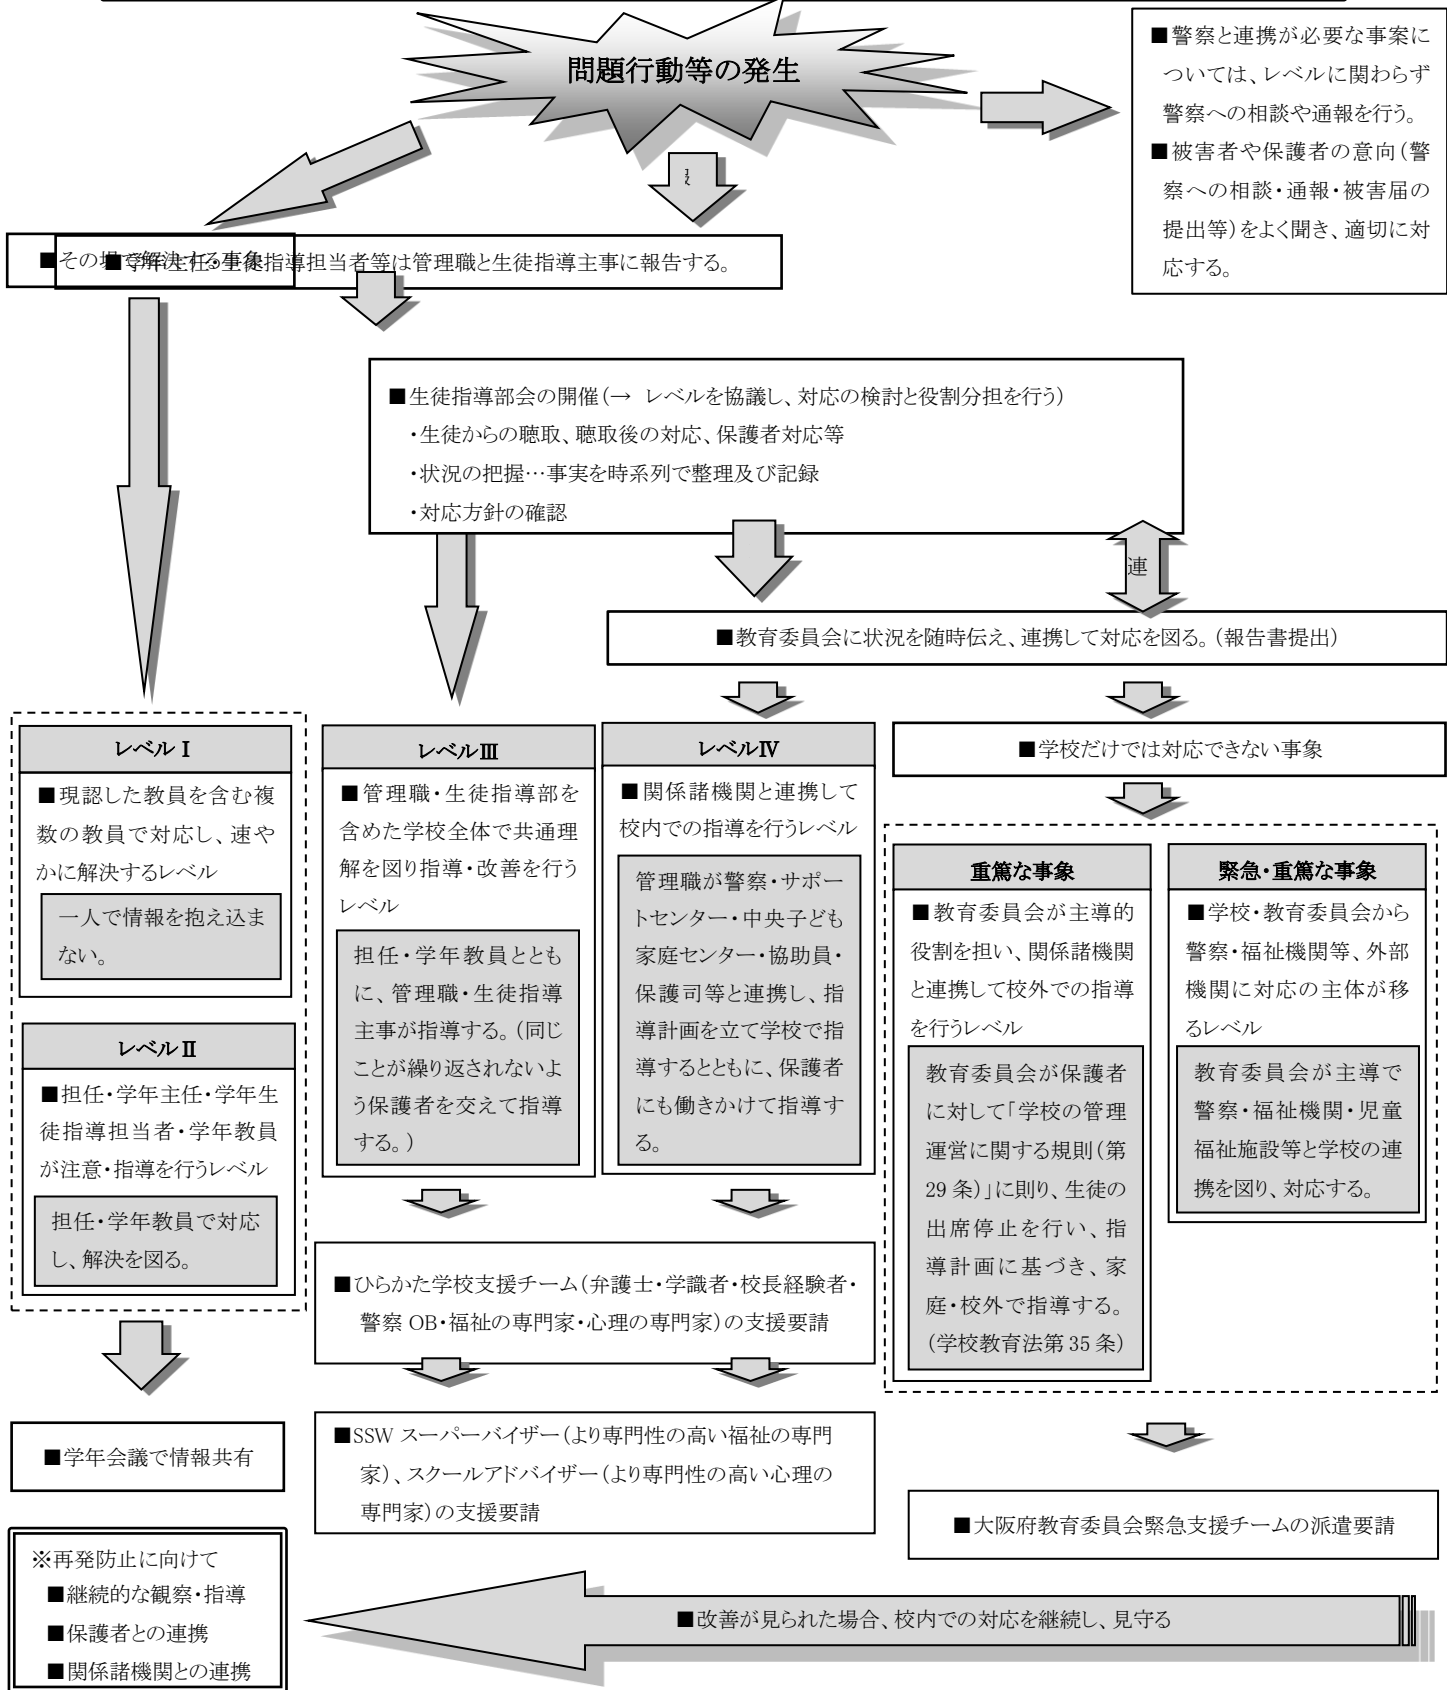 問題行動等の発生
■警察と連携が必要な事案に
ついては、レベルに関わらず
警察への相談や通報を行う。
■被害者や保護者の意向(警
察への相談・通報・被害届の
提出等)をよく聞き、適切に対
応する。
■その場で解決する事象
■学年主任・生徒指導担当者等は管理職と生徒指導主事に報告する。
■生徒指導部会の開催(→ レベルを協議し、対応の検討と役割分担を行う)
・生徒からの聴取、聴取後の対応、保護者対応等
・状況の把握…事実を時系列で整理及び記録
・対応方針の確認
連
■教育委員会に状況を随時伝え、連携して対応を図る。(報告書提出)
レベルⅠ
■現認した教員を含む複
数の教員で対応し、速や
かに解決するレベル
一人で情報を抱え込ま
ない。
レベルⅡ
■担任・学年主任・学年生
徒指導担当者・学年教員
が注意・指導を行うレベル
担任・学年教員で対応
し、解決を図る。
レベルⅢ
■管理職・生徒指導部を
含めた学校全体で共通理
解を図り指導・改善を行う
レベル
担任・学年教員ととも
に、管理職・生徒指導
主事が指導する。(同じ
ことが繰り返されないよ
う保護者を交えて指導
する。)
レベルⅣ
■関係諸機関と連携して
校内での指導を行うレベル
管理職が警察・サポー
トセンター・中央子ども
家庭センター・協助員・
保護司等と連携し、指
導計画を立て学校で指
導するとともに、保護者
にも働きかけて指導す
る。
■学校だけでは対応できない事象
重篤な事象
■教育委員会が主導的
役割を担い、関係諸機関
と連携して校外での指導
を行うレベル
教育委員会が保護者
に対して「学校の管理
運営に関する規則(第
29 条)」に則り、生徒の
出席停止を行い、指
導計画に基づき、家
庭・校外で指導する。
(学校教育法第 35 条)
緊急・重篤な事象
■学校・教育委員会から
警察・福祉機関等、外部
機関に対応の主体が移
るレベル
教育委員会が主導で
警察・福祉機関・児童
福祉施設等と学校の連
携を図り、対応する。
■ひらかた学校支援チーム(弁護士・学識者・校長経験者・
警察 OB・福祉の専門家・心理の専門家)の支援要請
■SSW スーパーバイザー(より専門性の高い福祉の専門
家)、スクールアドバイザー(より専門性の高い心理の
専門家)の支援要請
■学年会議で情報共有
■大阪府教育委員会緊急支援チームの派遣要請
※再発防止に向けて
■継続的な観察・指導
■保護者との連携
■関係諸機関との連携
■改善が見られた場合、校内での対応を継続し、見守る